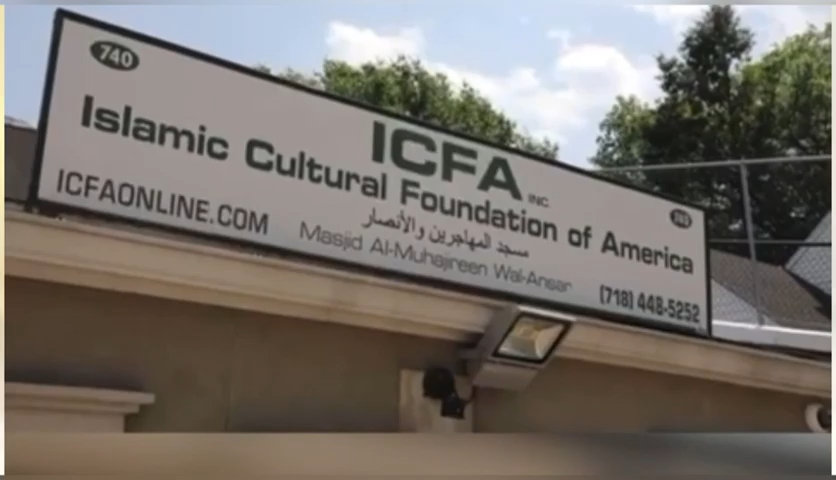 740
ICFA INC.
Islamic Cultural Foundation of America
مسجد المهاجرين والأنصار
ICFAONLINE.COM
Masjid Al-Muhajireen Wal-Ansar
(718) 448-5252
740